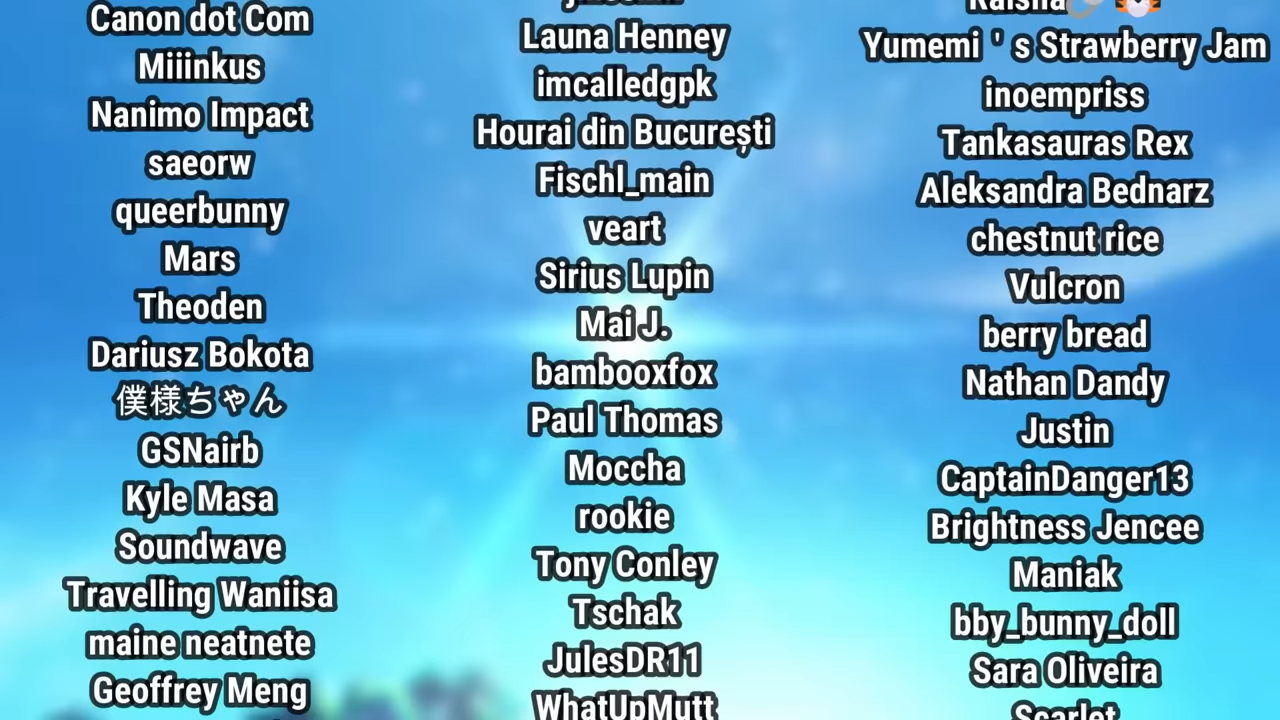 Canon dot Com
Miiinkus
Nanimo Impact
saeorw
queerbunny
Mars
Theoden
Dariusz Bokota
僕様ちゃん
GSNairb
Kyle Masa
Soundwave
Travelling Waniisa
maine neatnete
Geoffrey Meng
Launa Henney
imcalledgpk
Hourai din București
Fischl_main
veart
Sirius Lupin
Mai J.
bambooxfox
Paul Thomas
Moccha
rookie
Tony Conley
Tschak
JulesDR11
WhatUpMutt
Raisha
Yumemi ' s Strawberry Jam
inoempriss
Tankasauras Rex
Aleksandra Bednarz
chestnut rice
Vulcron
berry bread
Nathan Dandy
Justin
CaptainDanger13
Brightness Jencee
Maniak
bby_bunny_doll
Sara Oliveira
Scarlet